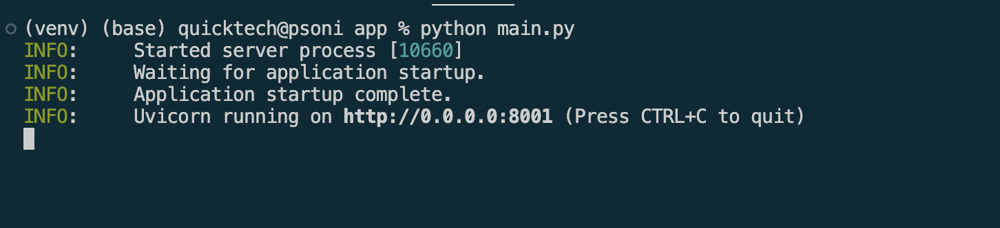 (venv) (base) quicktech@psoni app % python main.py
INFO:     Started server process [10660]
INFO:     Waiting for application startup.
INFO:     Application startup complete.
INFO:     Uvicorn running on http://0.0.0.0:8001 (Press CTRL+C to quit)